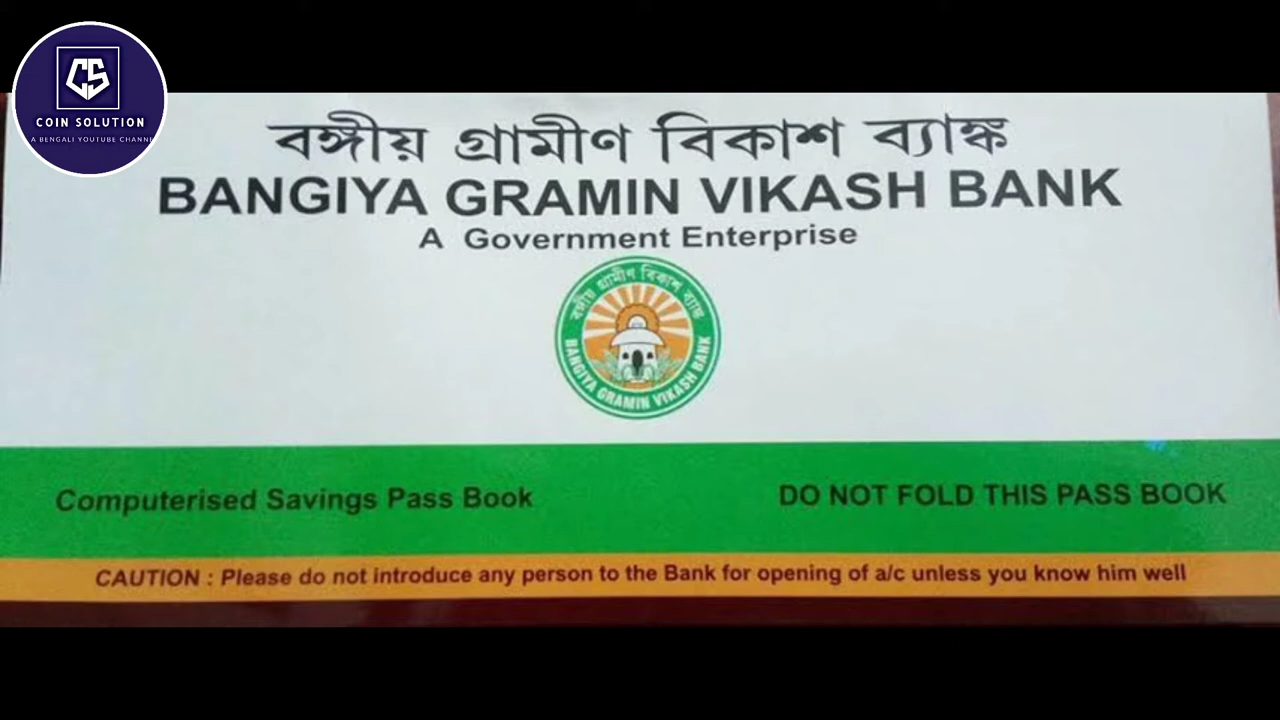 CS
COIN SOLUTION
A BENGALI YOUTUBE CHANN
বঙ্গীয় গ্রামীণ বিকাশ ব্যাঙ্ক
BANGIYA GRAMIN VIKASH BANK
A Government Enterprise
বঙ্গীয় গ্রামীণ বিকাশ ব্যাঙ্ক
BANGIYA GRAMIN VIKASH BANK
Computerised Savings Pass Book
DO NOT FOLD THIS PASS BOOK
CAUTION : Please do not introduce any person to the Bank for opening of a/c unless you know him well